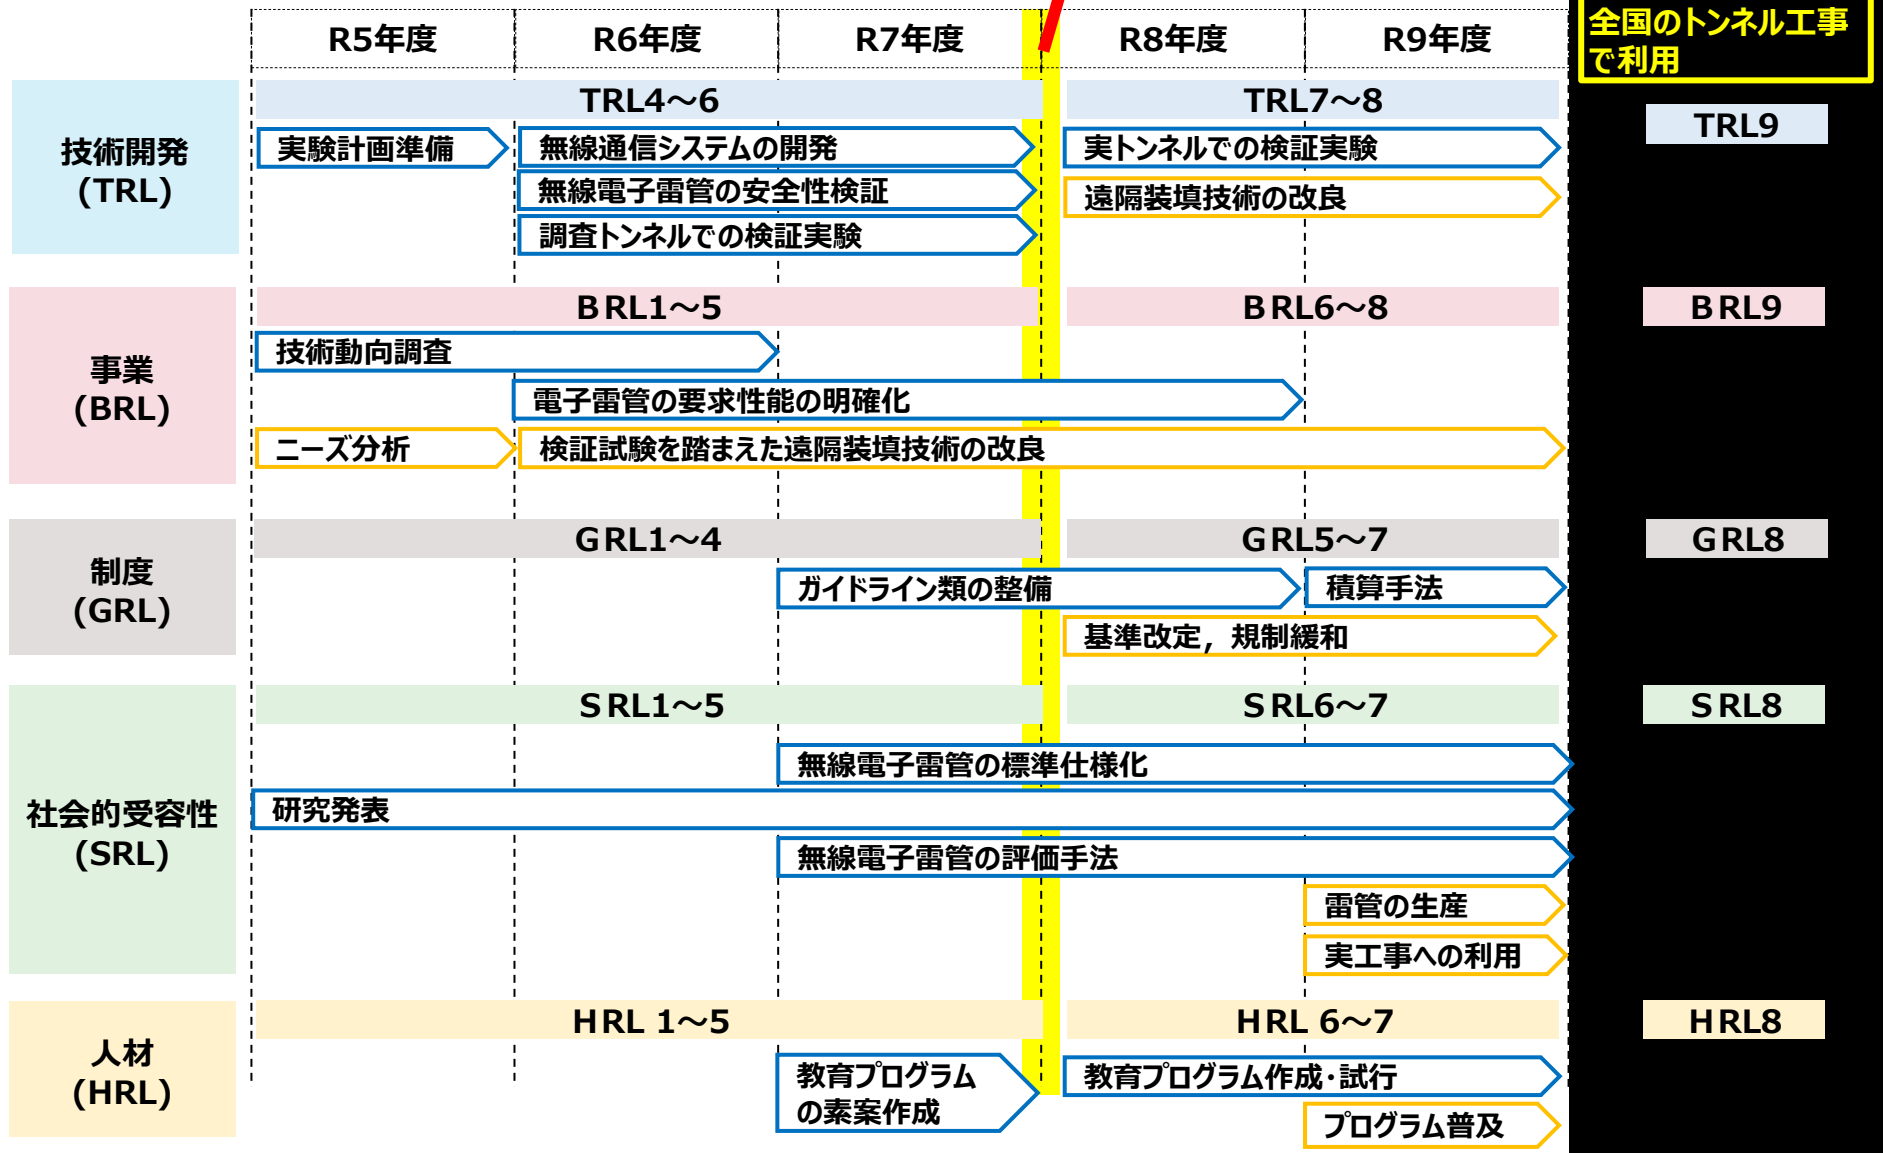 R5年度 R6年度 R7年度 R8年度 R9年度
全国のトンネル工事
で利用
技術開発
(TRL)
TRL4～6
TRL7～8
TRL9
実験計画準備
無線通信システムの開発
実トンネルでの検証実験
無線電子雷管の安全性検証
遠隔装填技術の改良
調査トンネルでの検証実験
事業
(BRL)
BRL1～5
BRL6～8
BRL9
技術動向調査
電子雷管の要求性能の明確化
ニーズ分析
検証試験を踏まえた遠隔装填技術の改良
制度
(GRL)
GRL1～4
GRL5～7
GRL8
ガイドライン類の整備
積算手法
基準改定，規制緩和
社会的受容性
(SRL)
SRL1～5
SRL6～7
SRL8
無線電子雷管の標準仕様化
研究発表
無線電子雷管の評価手法
雷管の生産
実工事への利用
人材
(HRL)
HRL 1～5
HRL 6～7
HRL8
教育プログラム
の素案作成
教育プログラム作成・試行
プログラム普及